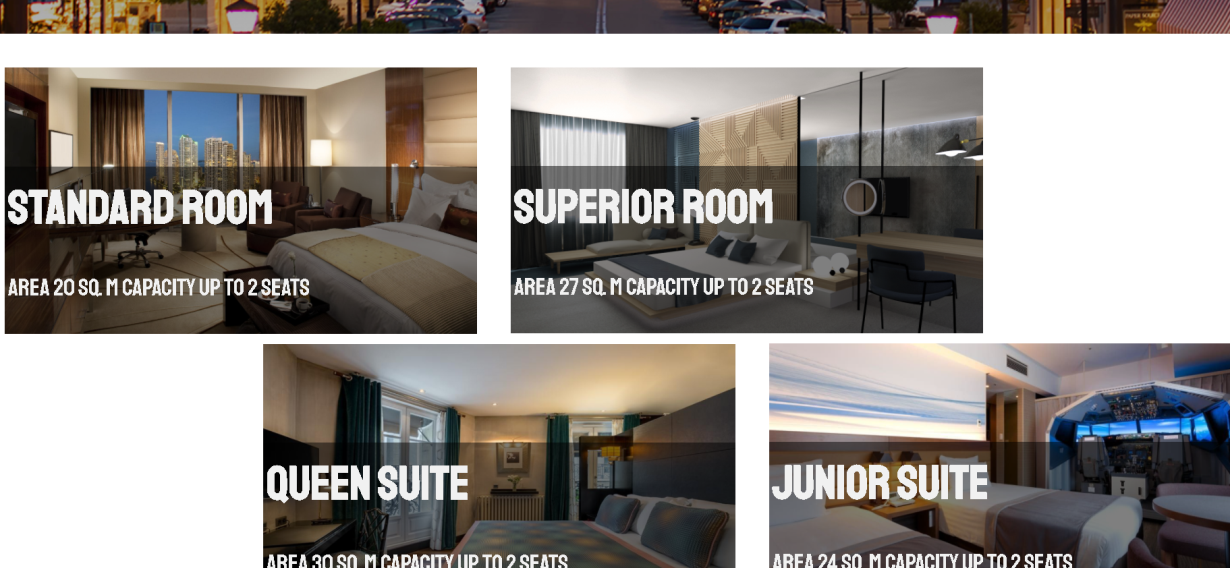 STANDARD ROOM
AREA 20 SQ. M CAPACITY UP TO 2 SEATS
SUPERIOR ROOM
AREA 27 SQ. M CAPACITY UP TO 2 SEATS
QUEEN SUITE
AREA 30 SQ. M CAPACITY UP TO 2 SEATS
JUNIOR SUITE
AREA 24 SQ. M CAPACITY UP TO 2 SEATS